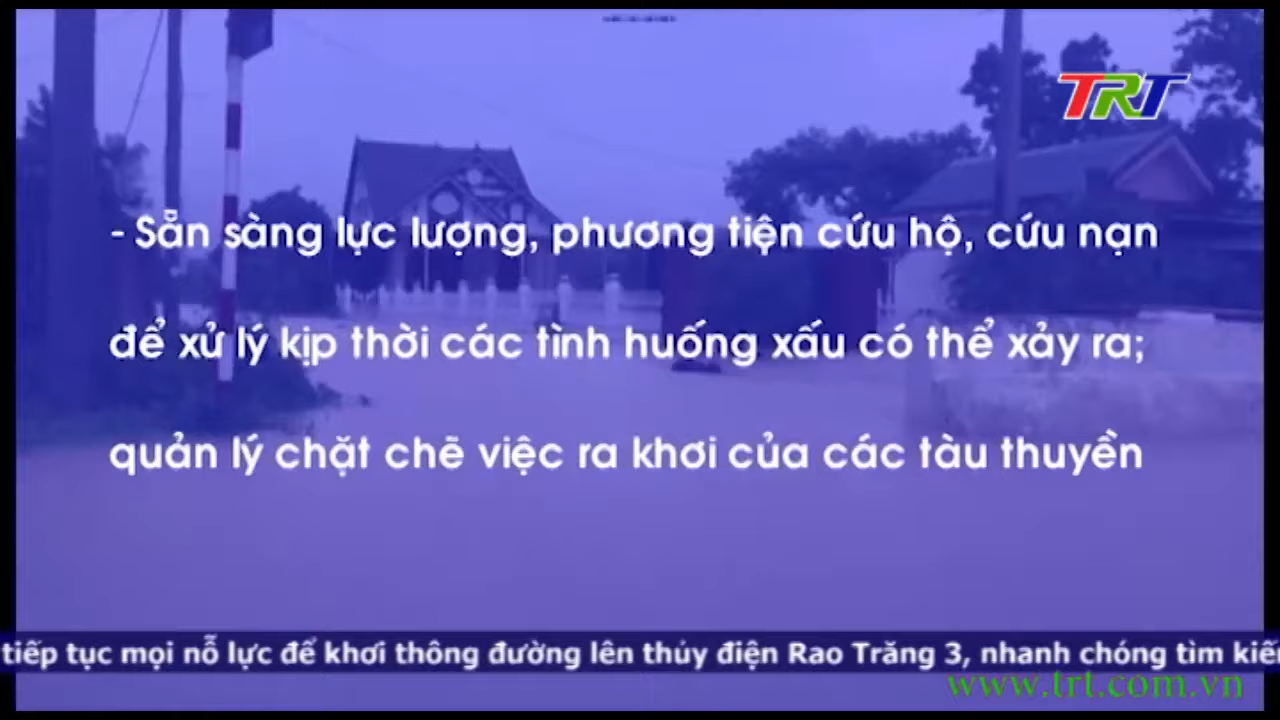 TRT
- Sẵn sàng lực lượng, phương tiện cứu hộ, cứu nạn
để xử lý kịp thời các tình huống xấu có thể xảy ra;
quản lý chặt chẽ việc ra khơi của các tàu thuyền
tiếp tục mọi nỗ lực để khơi thông đường lên thủy điện Rao Trăng 3, nhanh chóng tìm kiếm
www.trt.com.vn